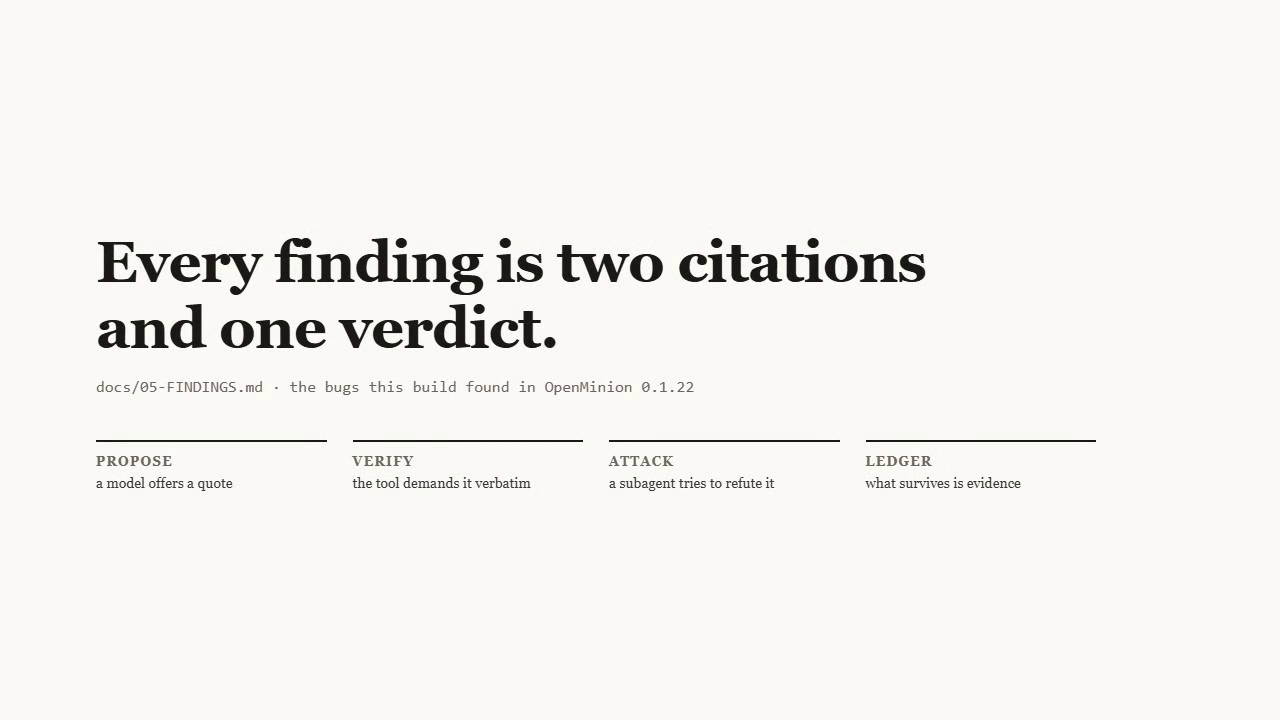 Every finding is two citations
and one verdict.
docs/05-FINDINGS.md · the bugs this build found in OpenMinion 0.1.22
PROPOSE
a model offers a quote
VERIFY
the tool demands it verbatim
ATTACK
a subagent tries to refute it
LEDGER
what survives is evidence